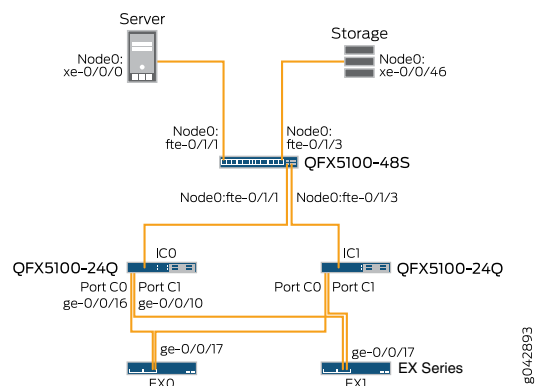 Server
Storage
Node0:
xe-0/0/0
Node0:
xe-0/0/46
Node0:
fte-0/1/1
Node0:
fte-0/1/3
QFX5100-48S
Node0:fte-0/1/1
Node0:fte-0/1/3
IC0
IC1
QFX5100-24Q
QFX5100-24Q
Port C0
ge-0/0/16
Port C1
ge-0/0/10
Port C0
Port C1
ge-0/0/17
ge-0/0/17
EX Series
EX0
EX1
g042893